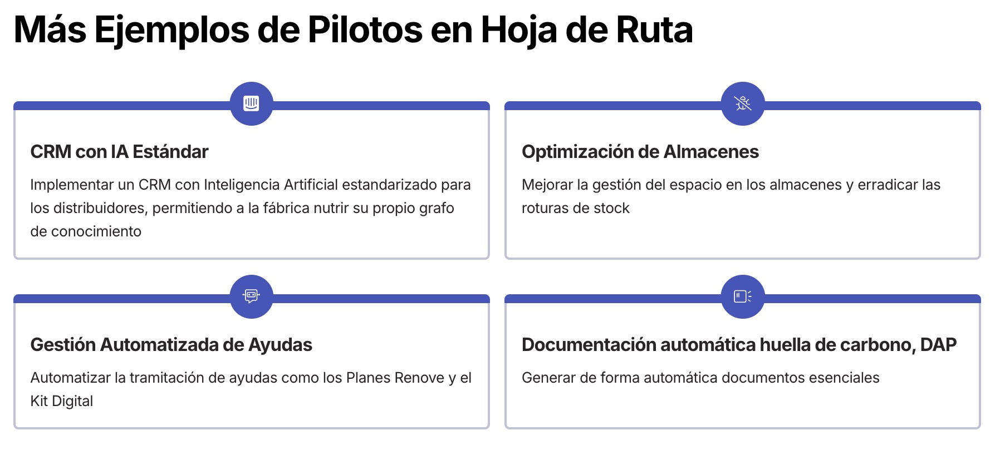 Más Ejemplos de Pilotos en Hoja de Ruta
CRM con IA Estándar
Implementar un CRM con Inteligencia Artificial estandarizado para
los distribuidores, permitiendo a la fábrica nutrir su propio grafo
de conocimiento
Optimización de Almacenes
Mejorar la gestión del espacio en los almacenes y erradicar las
roturas de stock
Gestión Automatizada de Ayudas
Automatizar la tramitación de ayudas como los Planes Renove y el
Kit Digital
Documentación automática huella de carbono, DAP
Generar de forma automática documentos esenciales